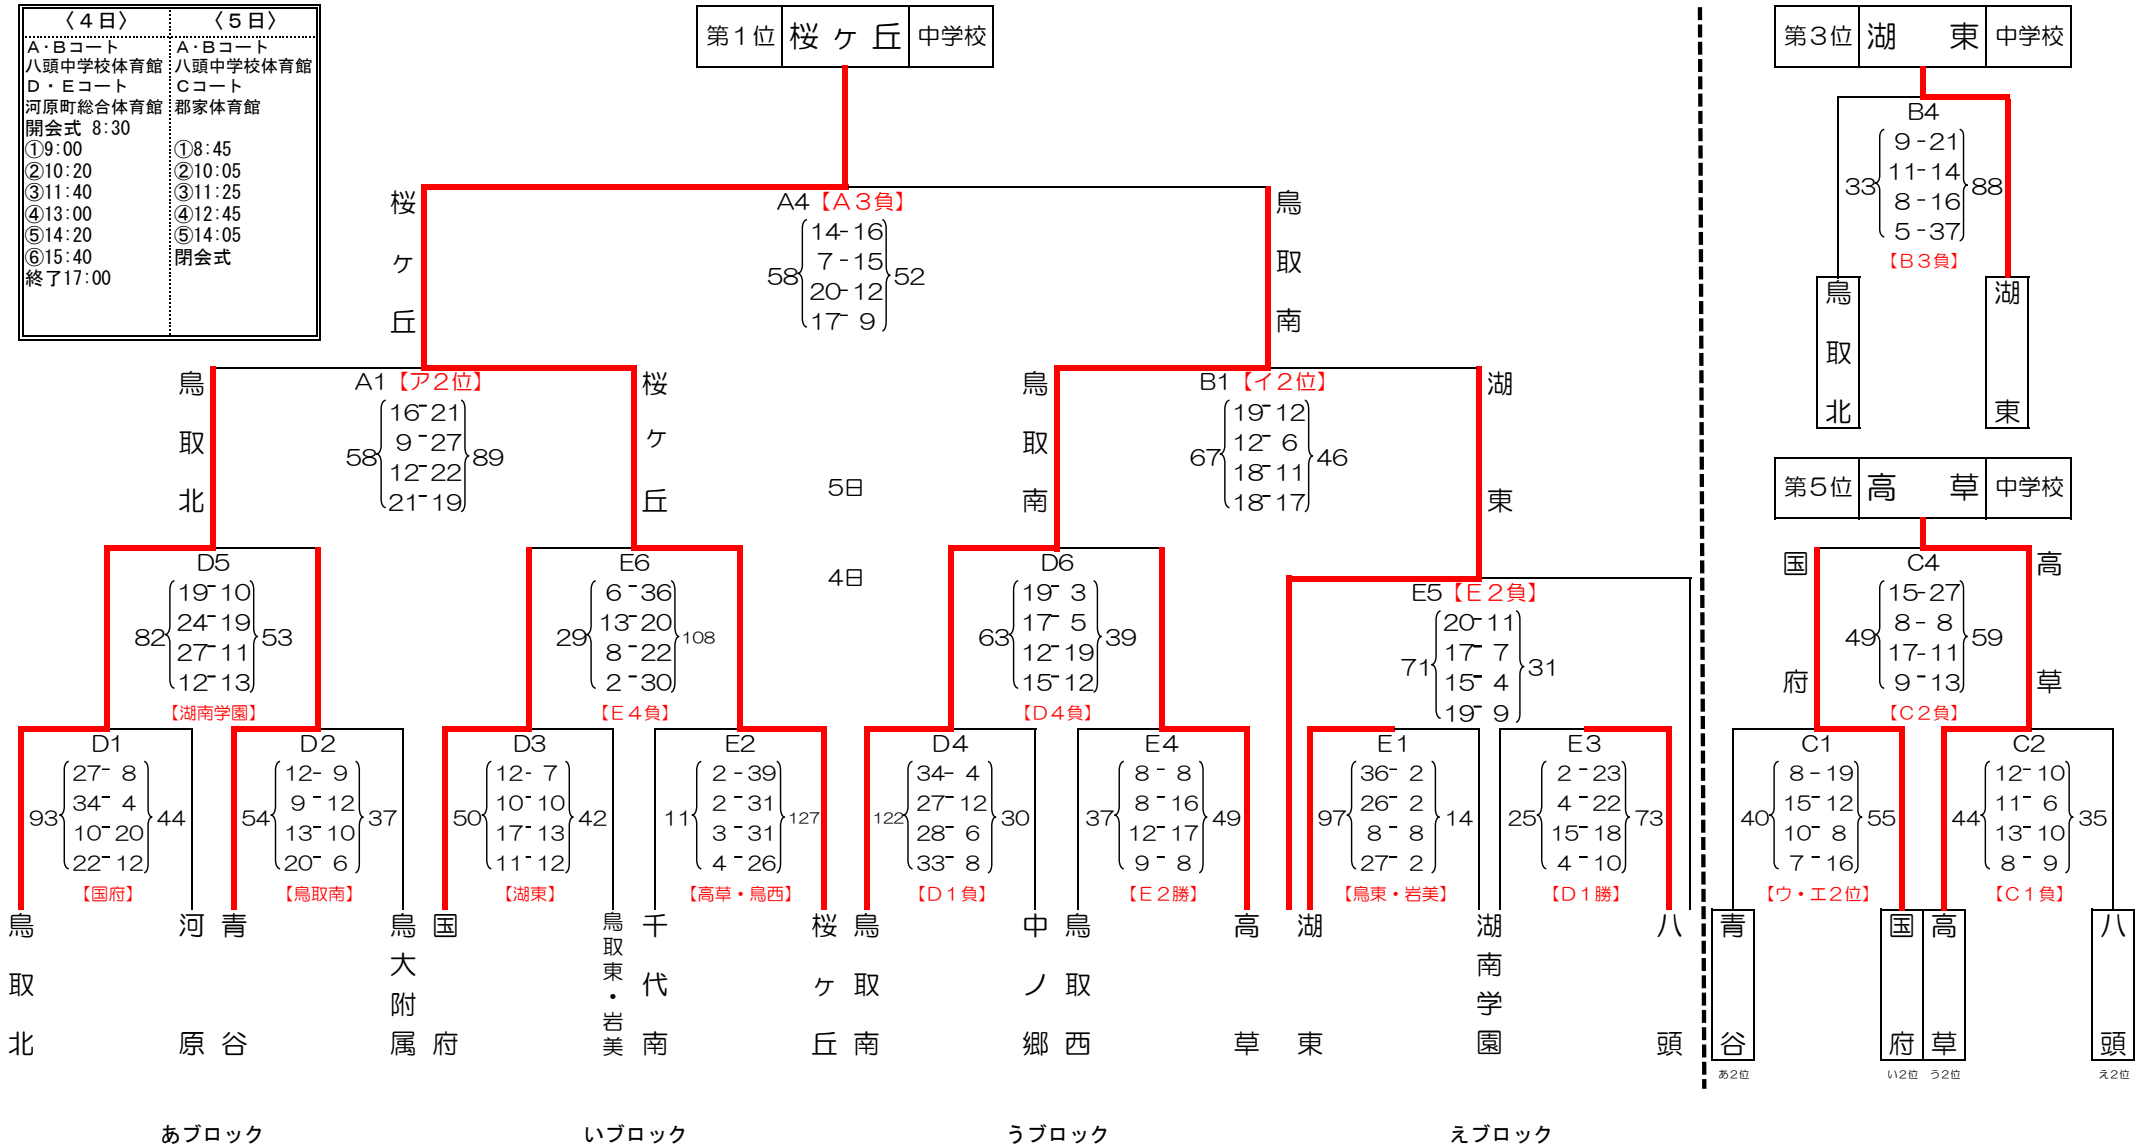 〈４日〉
A・Bコート
八頭中学校体育館
D・Eコート
河原町総合体育館
開会式 8:30
①9:00
②10:20
③11:40
④13:00
⑤14:20
⑥15:40
終了17:00
〈５日〉
A・Bコート
八頭中学校体育館
Cコート
郡家体育館
①8:45
②10:05
③11:25
④12:45
⑤14:05
閉会式
第1位 桜ヶ丘 中学校
桜ヶ丘
A4【A3負】
鳥取南
14-16
7-15
58 52
20-12
17-9
鳥取北
A1【ア2位】
桜ヶ丘
16-21
9-27
58 89
12-22
21-19
鳥取南
B1【イ2位】
湖東
19-12
12-6
67 46
18-11
18-17
5日
4日
D5
19-10
24-19
82 53
27-11
12-13
【湖南学園】
E6
6-36
13-20
29 108
8-22
2-30
【E4負】
D6
19-3
17-5
63 39
12-19
15-12
【D4負】
E5【E2負】
20-11
17-7
71 31
15-4
19-9
D1
27-8
34-4
93 44
10-20
22-12
【国府】
D2
12-9
9-12
54 37
13-10
20-6
【鳥取南】
D3
12-7
10-10
50 42
17-13
11-12
【湖東】
E2
2-39
2-31
11 127
3-31
4-26
【高草・鳥西】
D4
34-4
27-12
122 30
28-6
33-8
【D1負】
E4
8-8
8-16
37 49
12-17
9-8
【E2勝】
E1
36-2
26-2
97 14
8-8
27-2
【鳥東・岩美】
E3
2-23
4-22
25 73
15-18
4-10
【D1勝】
鳥取北
河原
青谷
鳥大附属
国府
鳥取東・岩美
千代南
桜ヶ丘
鳥取南
中ノ郷
鳥取西
高草
湖東
湖南学園
八頭
あブロック
いブロック
うブロック
えブロック
第3位 湖東 中学校
B4
9-21
11-14
33 88
8-16
5-37
【B3負】
鳥取北
湖東
第5位 高草 中学校
国府
C4
高草
15-27
8-8
49 59
17-11
9-13
【C2負】
C1
8-19
15-12
40 55
10-8
7-16
【ウ・エ2位】
C2
12-10
11-6
44 35
13-10
8-9
【C1負】
青谷
国府
高草
八頭
あ2位
い2位
う2位
え2位